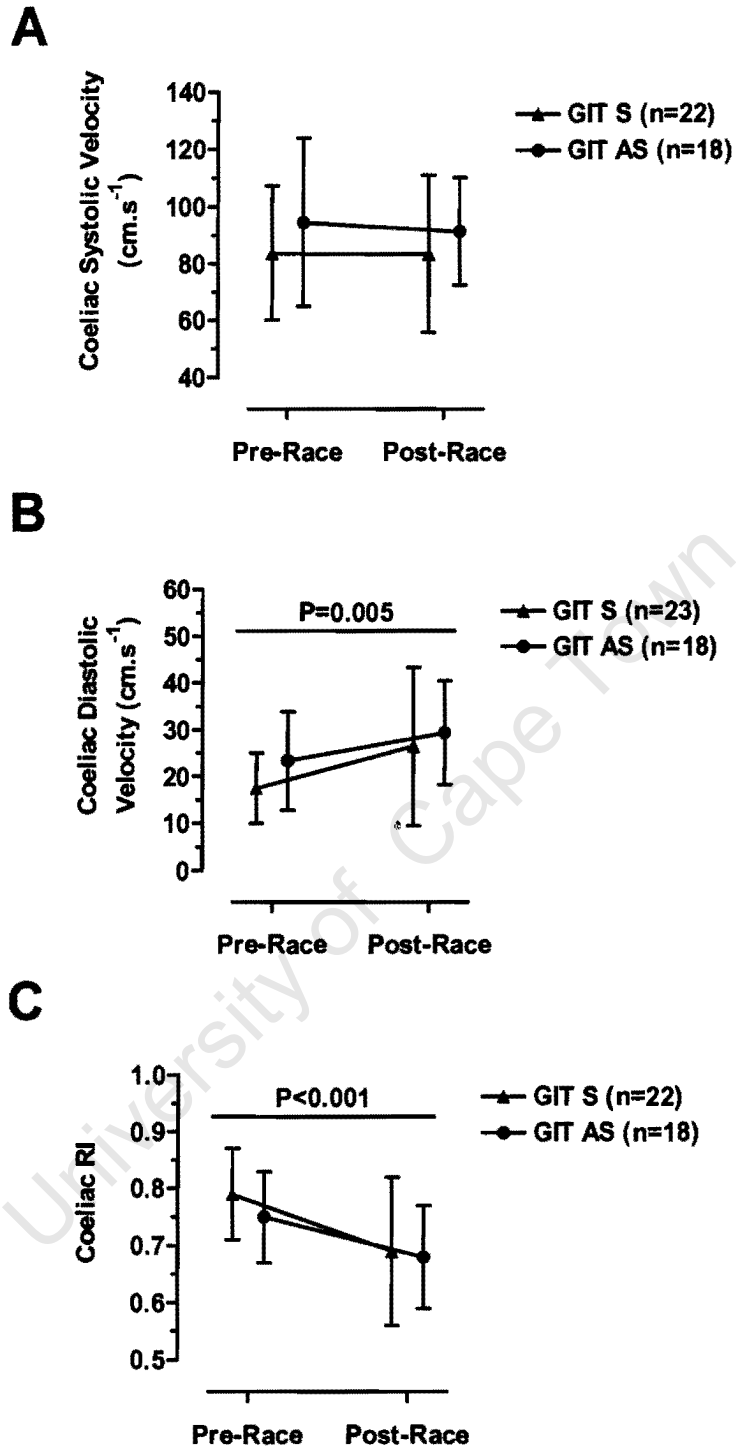 A
Coeliac Systolic Velocity
(cm.s⁻¹)
140
120
100
80
60
40
GIT S (n=22)
GIT AS (n=18)
Pre-Race Post-Race
B
Coeliac Diastolic
Velocity (cm.s⁻¹)
60
50
40
30
20
10
0
P=0.005
GIT S (n=23)
GIT AS (n=18)
Pre-Race Post-Race
C
Coeliac RI
1.0
0.9
0.8
0.7
0.6
0.5
P<0.001
GIT S (n=22)
GIT AS (n=18)
Pre-Race Post-Race
University of Cape Town